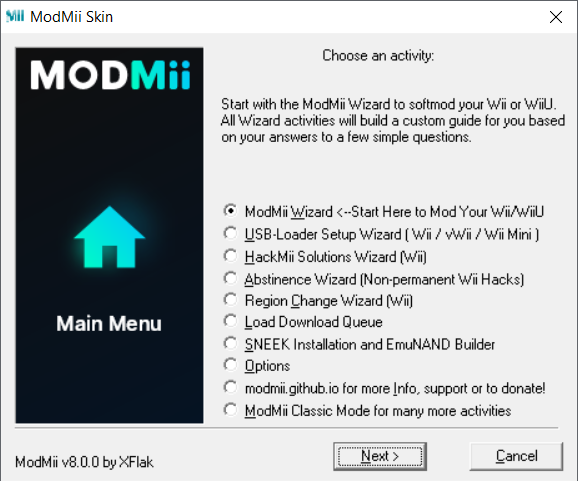 ModMii Skin
MODMii
Choose an activity:
Start with the ModMii Wizard to softmod your Wii or WiiU.
All Wizard activities will build a custom guide for you based
on your answers to a few simple questions.
ModMii Wizard <--Start Here to Mod Your Wii/WiiU
USB-Loader Setup Wizard ( Wii / vWii / Wii Mini )
HackMii Solutions Wizard (Wii)
Abstinence Wizard (Non-permanent Wii Hacks)
Region Change Wizard (Wii)
Load Download Queue
SNEEK Installation and EmuNAND Builder
Options
modmii.github.io for more Info, support or to donate!
ModMii Classic Mode for many more activities
Main Menu
ModMii v8.0.0 by XFlak
Next >
Cancel